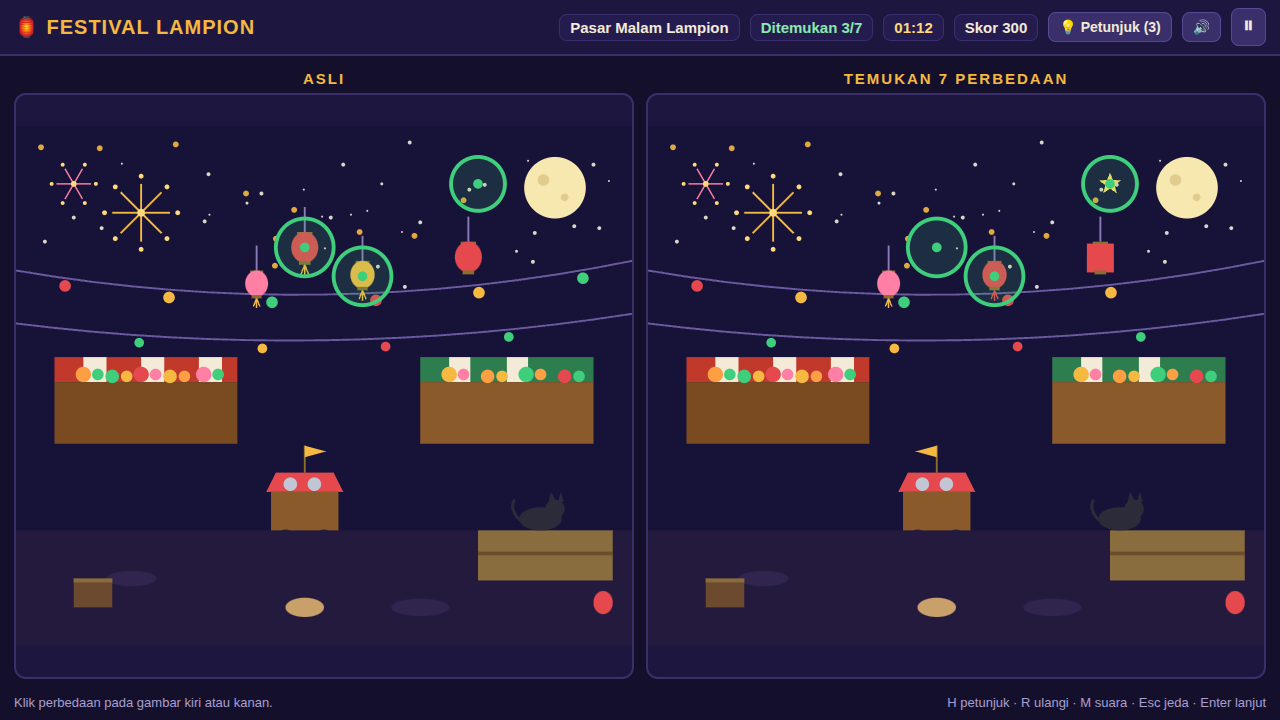 FESTIVAL LAMPION
Pasar Malam Lampion
Ditemukan 3/7
01:12
Skor 300
Petunjuk (3)
ASLI
TEMUKAN 7 PERBEDAAN
Klik perbedaan pada gambar kiri atau kanan.
H petunjuk · R ulangi · M suara · Esc jeda · Enter lanjut